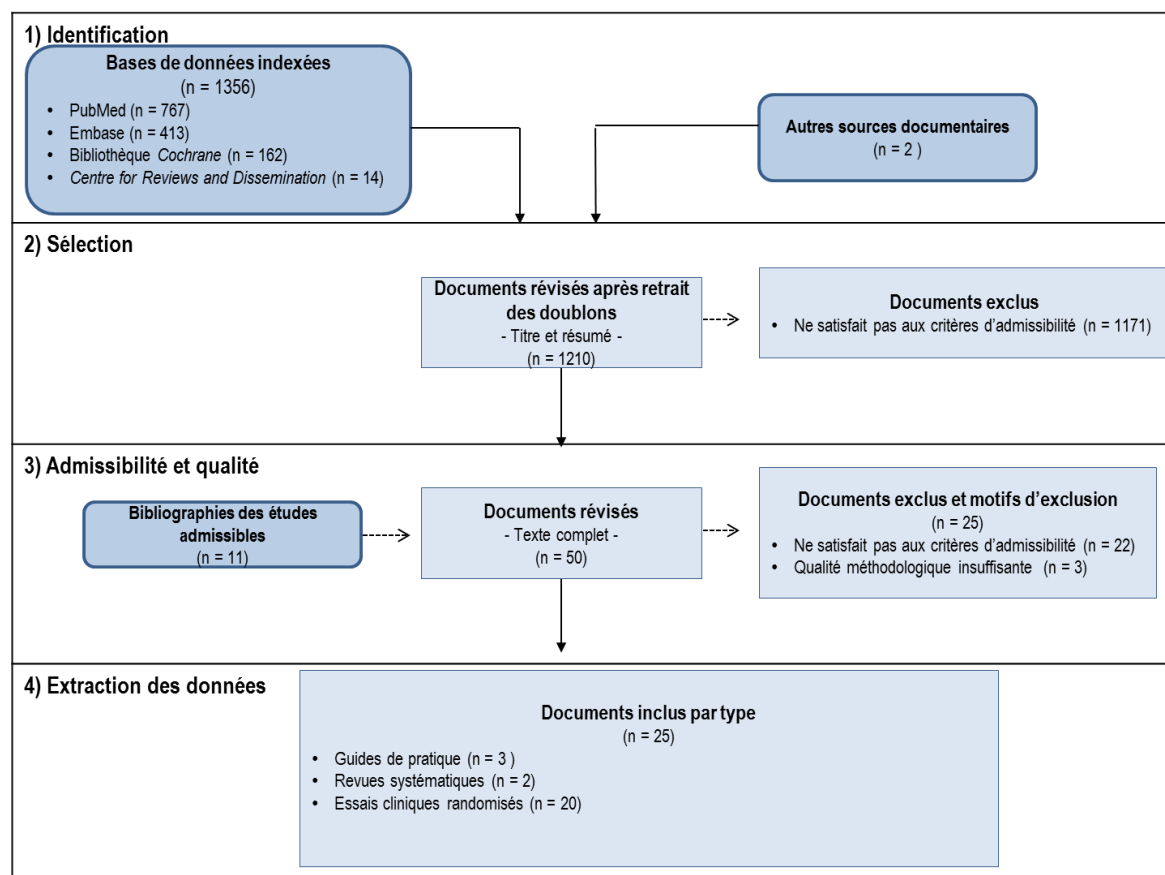 1) Identification
Bases de données indexées
(n = 1356)
• PubMed (n = 767)
• Embase (n = 413)
• Bibliothèque Cochrane (n = 162)
• Centre for Reviews and Dissemination (n = 14)
Autres sources documentaires
(n = 2 )
2) Sélection
Documents révisés après retrait
des doublons
- Titre et résumé -
(n = 1210)
Documents exclus
• Ne satisfait pas aux critères d'admissibilité (n = 1171)
3) Admissibilité et qualité
Bibliographies des études
admissibles
(n = 11)
Documents révisés
- Texte complet -
(n = 50)
Documents exclus et motifs d'exclusion
(n = 25)
• Ne satisfait pas aux critères d'admissibilité (n = 22)
• Qualité méthodologique insuffisante (n = 3)
4) Extraction des données
Documents inclus par type
(n = 25)
• Guides de pratique (n = 3 )
• Revues systématiques (n = 2)
• Essais cliniques randomisés (n = 20)